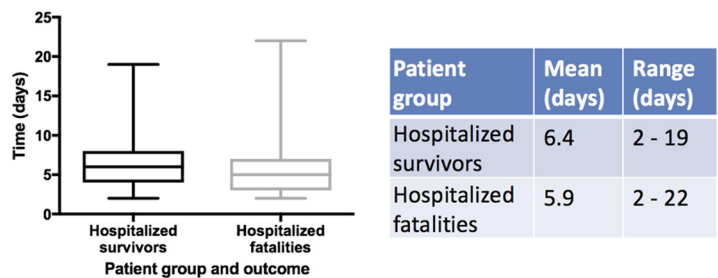 25
20
15
10
5
0
Time (days)
Hospitalized
survivors
Hospitalized
fatalities
Patient group and outcome
Patient
group
Mean
(days)
Range
(days)
Hospitalized
survivors
6.4
2 - 19
Hospitalized
fatalities
5.9
2 - 22